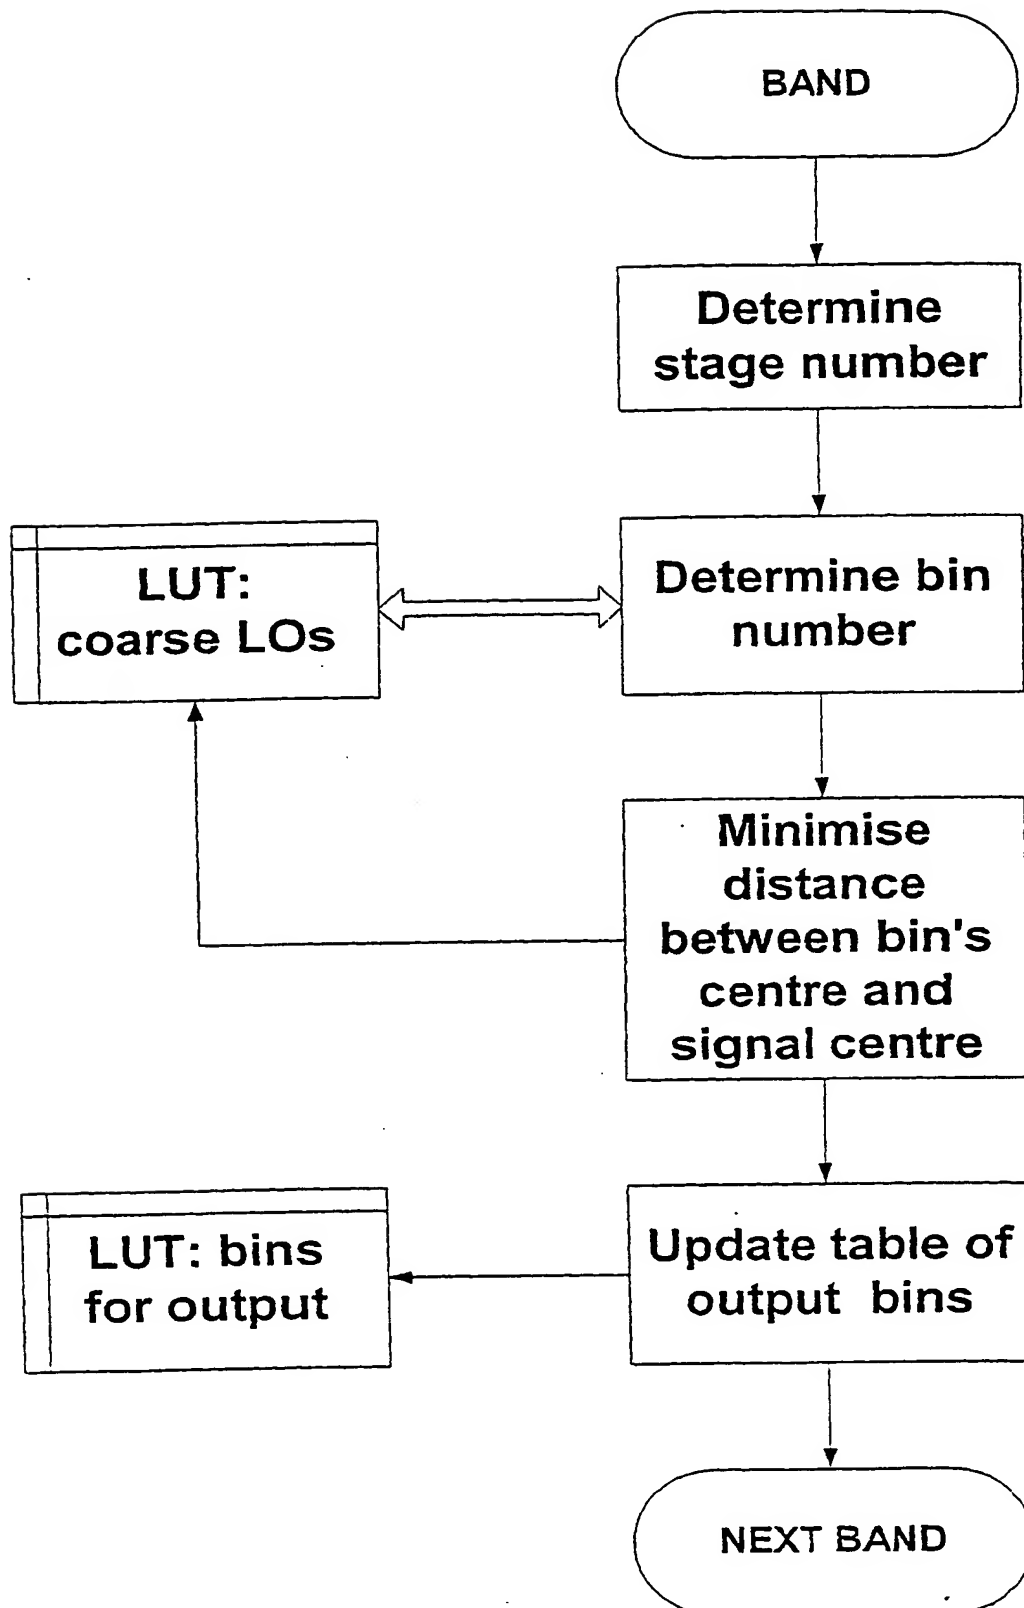 BAND
Determine
stage number
LUT:
coarse LOs
Determine bin
number
Minimise
distance
between bin's
centre and
signal centre
LUT: bins
for output
Update table of
output bins
NEXT BAND